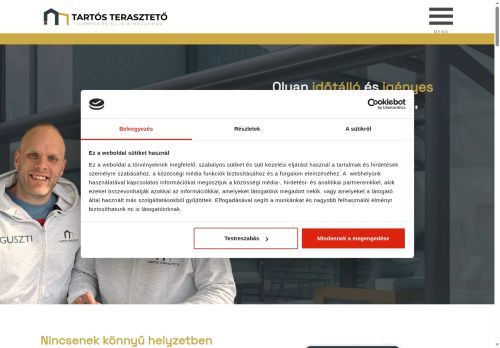 TARTÓS TERASZTETŐ
MENU
Olyan időtálló és igényes
Cookiebot
by Usercentrics
Beleegyezés
Részletek
A sütikről
Ez a weboldal sütiket használ
Ez a weboldal a törvényeknek megfelelő, szabályos sütiket és süti kezelési eljárást használ a tartalmak és hirdetések
személyre szabásához, a közösségi média funkciók biztosításához és a forgalom elemzéséhez. A webhelyünk
használatával kapcsolatos információkat megosztjuk a közösségi média-, hirdetési- és analitikai partnereinkkel, akik
ezeket összevonhatják azokkal az információkkal, amelyeket látogatónk megadott nekik, vagy amelyeket a látogató
által használt más szolgáltatásokból gyűjtöttek. Elfogadásával segíti a munkánkat és nagyobb felhasználói élményt
biztosíthatunk mi is látogatóinknak.
Testreszabás
Mindennek a megengedése
GUSZTI
Nincsenek könnyű helyzetben